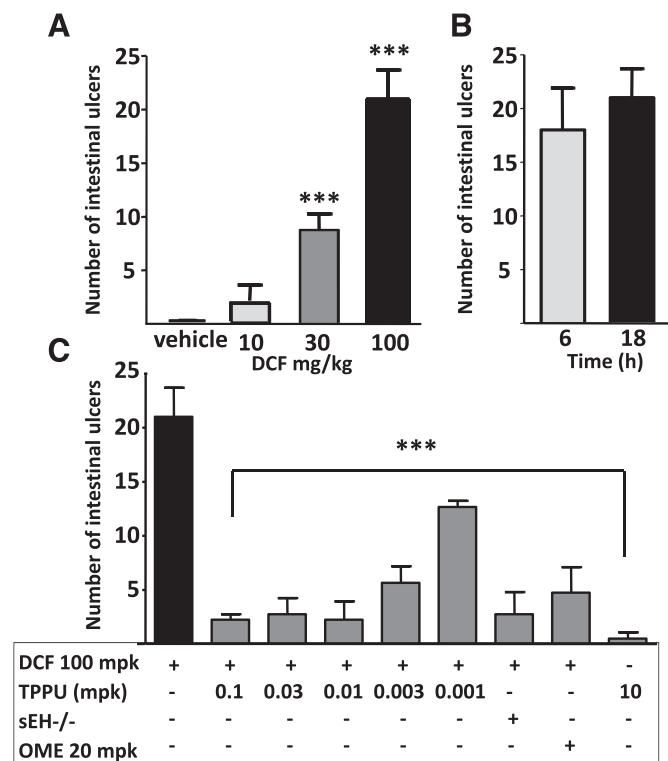 A
Number of intestinal ulcers
25
20
15
10
5
***
***
vehicle 10 30 100
DCF mg/kg
B
Number of intestinal ulcers
25
20
15
10
5
6 18
Time (h)
C
Number of intestinal ulcers
25
20
15
10
5
***
DCF 100 mpk + + + + + + + + -
TPPU (mpk) - 0.1 0.03 0.01 0.003 0.001 - - 10
sEH-/- - - - - - - + - -
OME 20 mpk - - - - - - - + -